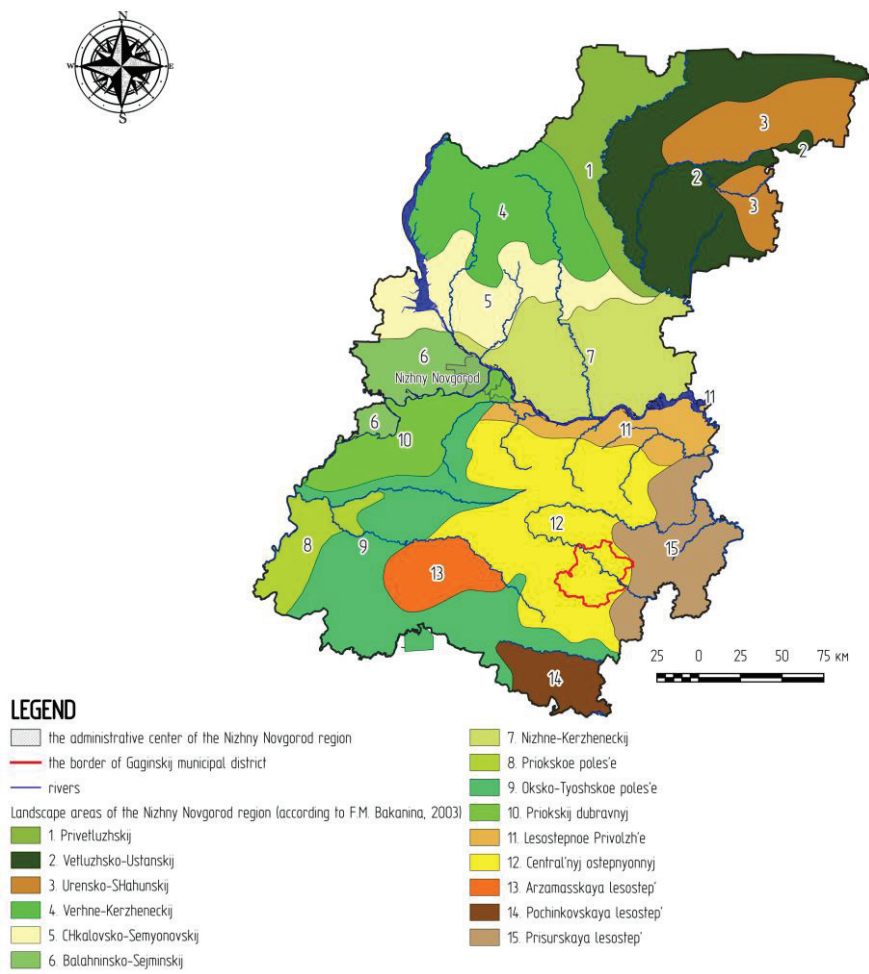 N
W
E
S
3
1
2
2
3
4
5
6
Nizhny Novgorod
7
11
6
10
11
12
8
9
13
15
14
25 0 25 50 75 км
LEGEND
the administrative center of the Nizhny Novgorod region
the border of Gaginskij municipal district
rivers
Landscape areas of the Nizhny Novgorod region (according to F.M. Bakanina, 2003)
1. Privetluzhskij
2. Vetluzhsko-Ustanskij
3. Urensko-SHahunskij
4. Verhne-Kerzheneckij
5. CHkalovsko-Semyonovskij
6. Balahninsko-Sejminskij
7. Nizhne-Kerzheneckij
8. Priokskoe poles'e
9. Oksko-Tyoshskoe poles'e
10. Priokskij dubravnyj
11. Lesostepnoe Privolzh'e
12. Central'nyj ostepnyonnyj
13. Arzamasskaya lesostep'
14. Pochinkovskaya lesostep'
15. Prisurskaya lesostep'